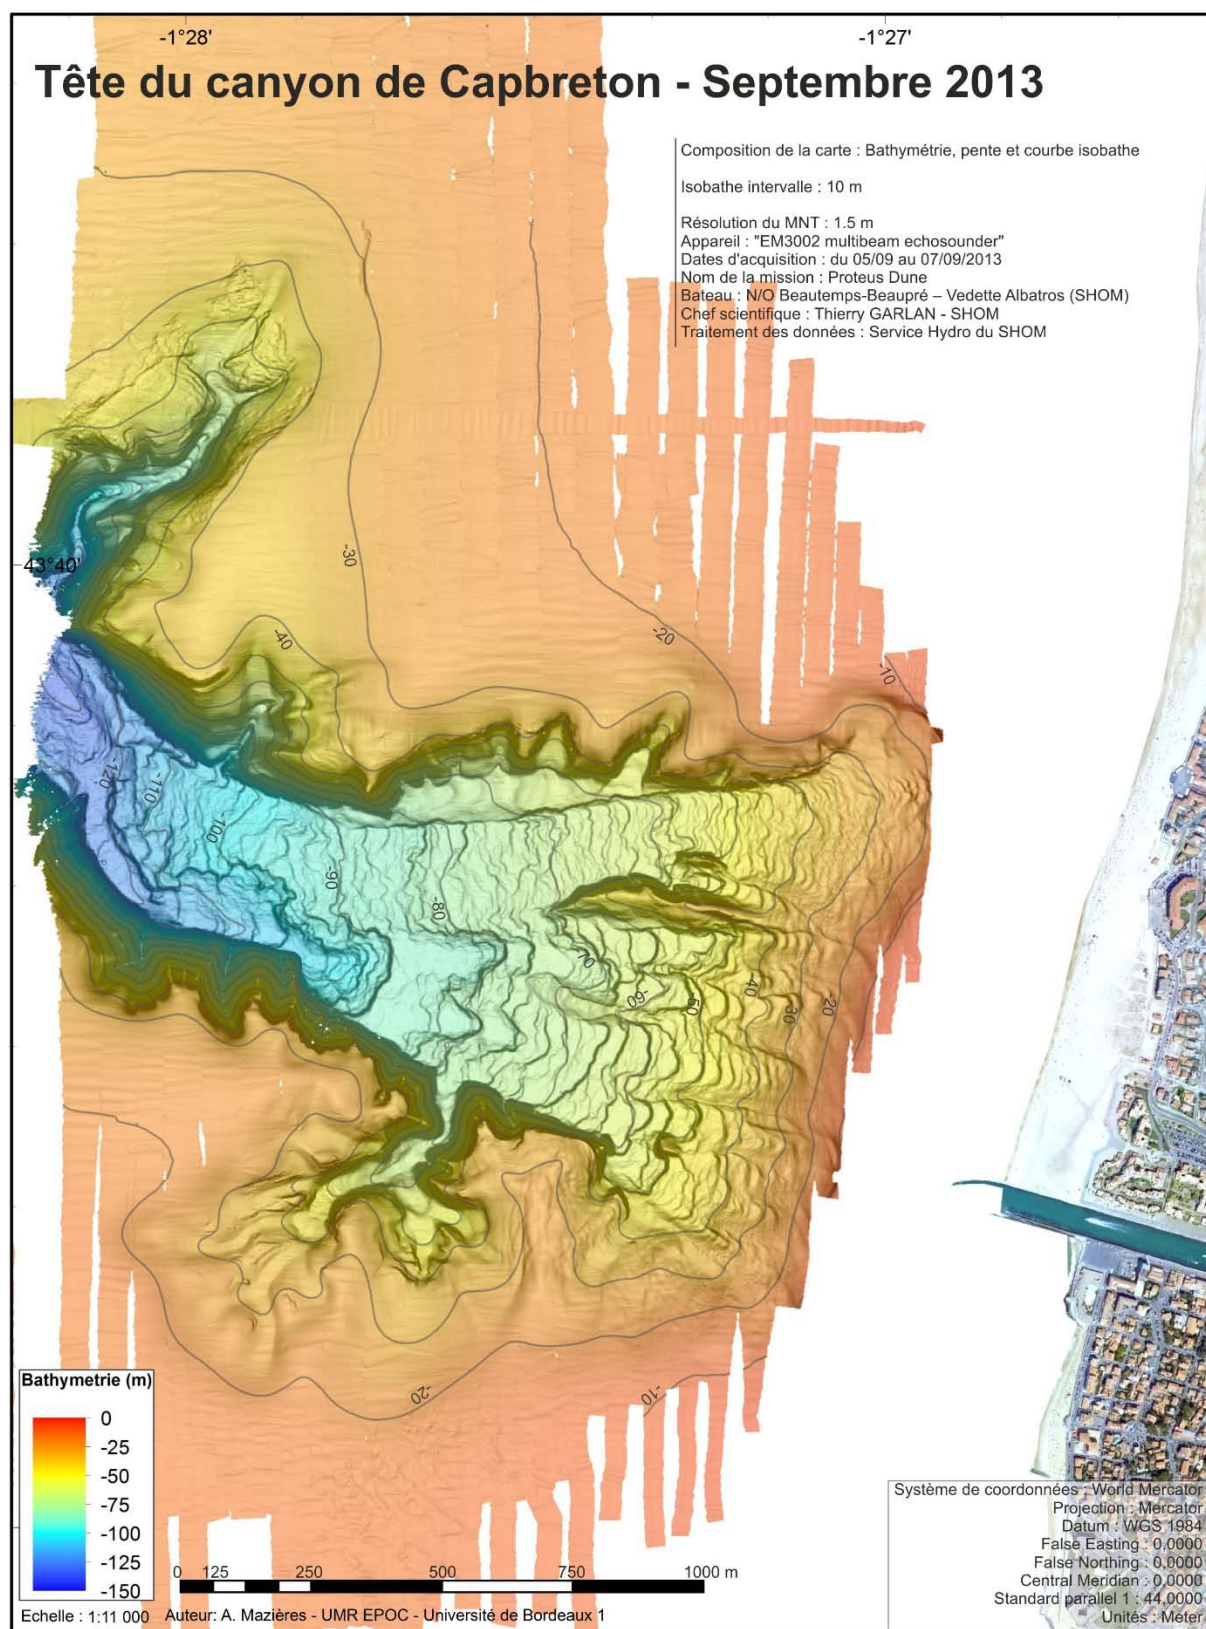 -1°28'
-1°27'
Tête du canyon de Capbreton - Septembre 2013
Composition de la carte : Bathymétrie, pente et courbe isobathe
Isobathe intervalle : 10 m
Résolution du MNT : 1.5 m
Appareil : "EM3002 multibeam echosounder"
Dates d'acquisition : du 05/09 au 07/09/2013
Nom de la mission : Proteus Dune
Bateau : N/O Beautemps-Beaupré – Vedette Albatros (SHOM)
Chef scientifique : Thierry GARLAN - SHOM
Traitement des données : Service Hydro du SHOM
43°40'
-30
-40
-20
-10
-120
-110
-100
-90
-80
-70
-60
-50
-40
-30
-20
-20
-10
Bathymetrie (m)
0
-25
-50
-75
-100
-125
-150
0 125 250 500 750 1000 m
Echelle : 1:11 000
Auteur: A. Mazières - UMR EPOC - Université de Bordeaux 1
Système de coordonnées : World Mercator
Projection : Mercator
Datum : WGS 1984
False Easting : 0,0000
False Northing : 0,0000
Central Meridian : 0,0000
Standard parallel 1 : 44,0000
Unités : Meter